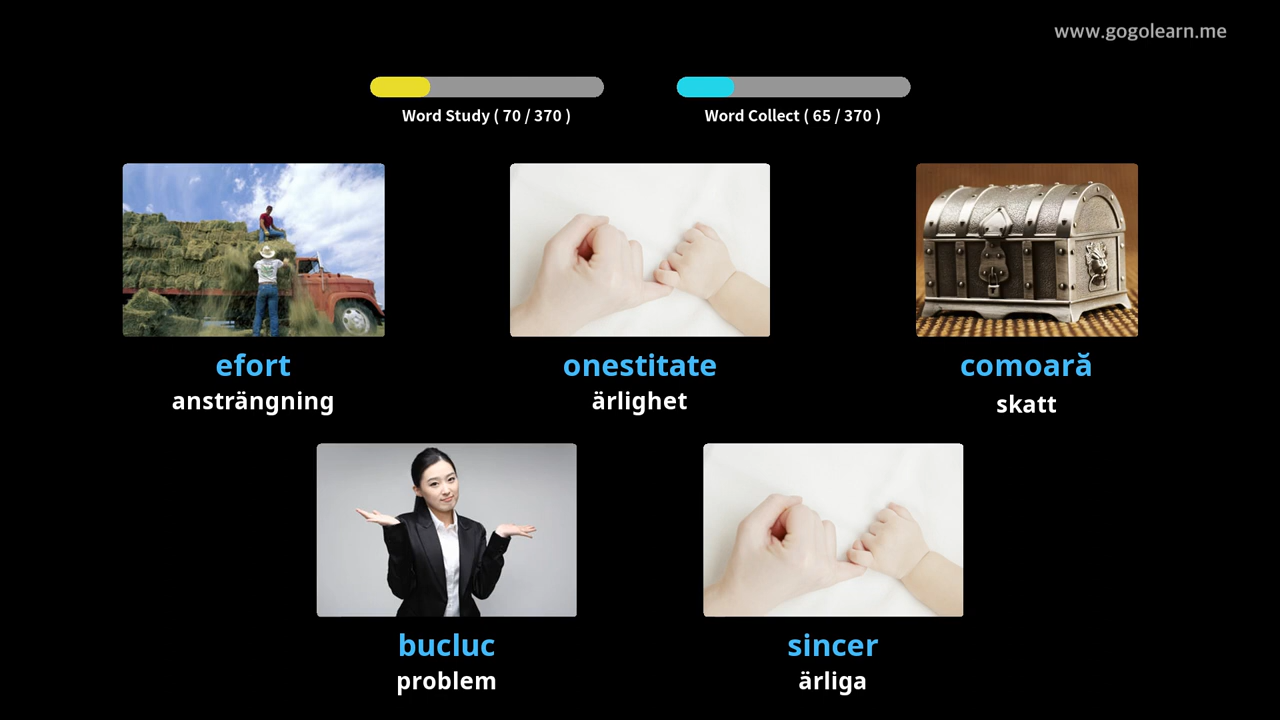 www.gogolearn.me
Word Study ( 70 / 370 )
Word Collect ( 65 / 370 )
efort
ansträngning
onestitate
ärlighet
comoară
skatt
bucluc
problem
sincer
ärliga